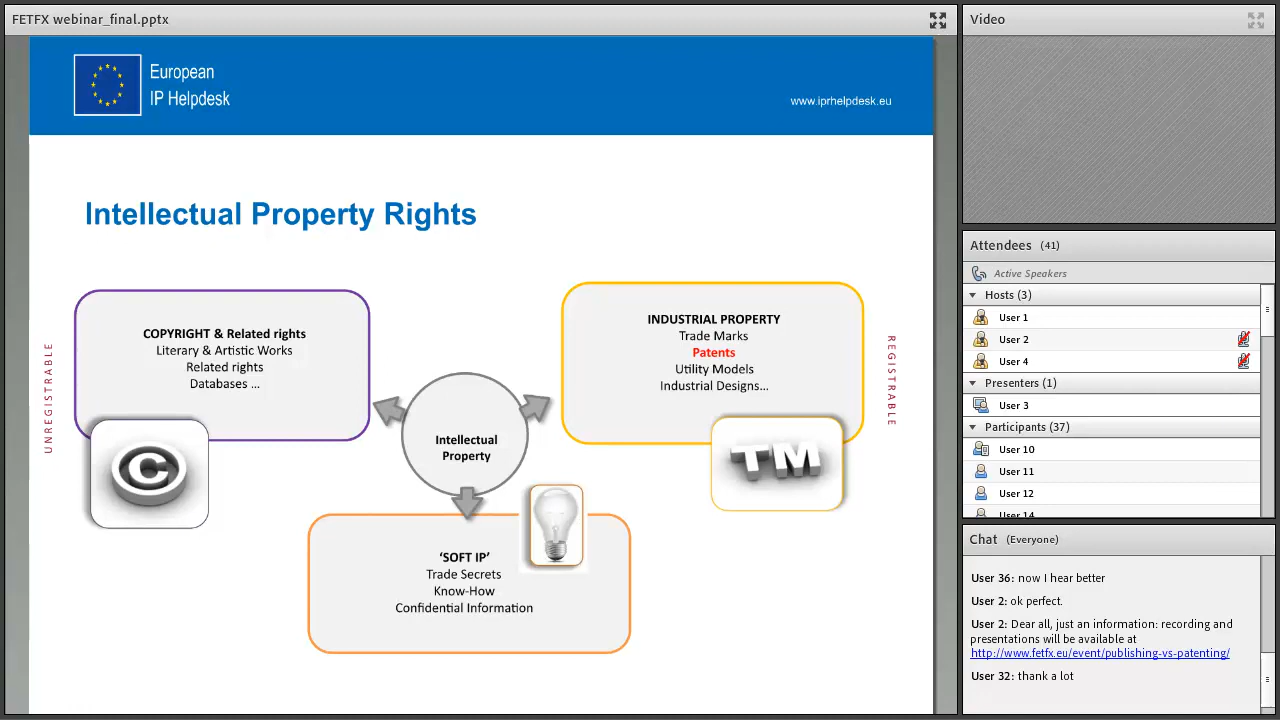 FETFX webinar_final.pptx
European
IP Helpdesk
www.iprhelpdesk.eu
Intellectual Property Rights
UNREGISTRABLE
COPYRIGHT & Related rights
Literary & Artistic Works
Related rights
Databases ...
C
Intellectual
Property
INDUSTRIAL PROPERTY
Trade Marks
Patents
Utility Models
Industrial Designs...
TM
REGISTRABLE
‘SOFT IP’
Trade Secrets
Know-How
Confidential Information
Video
Attendees (41)
Active Speakers
Hosts (3)
User 1
User 2
User 4
Presenters (1)
User 3
Participants (37)
User 10
User 11
User 12
User 14
Chat (Everyone)
User 36: now I hear better
User 2: ok perfect.
User 2: Dear all, just an information: recording and
presentations will be available at
http://www.fetfx.eu/event/publishing-vs-patenting/
User 32: thank a lot